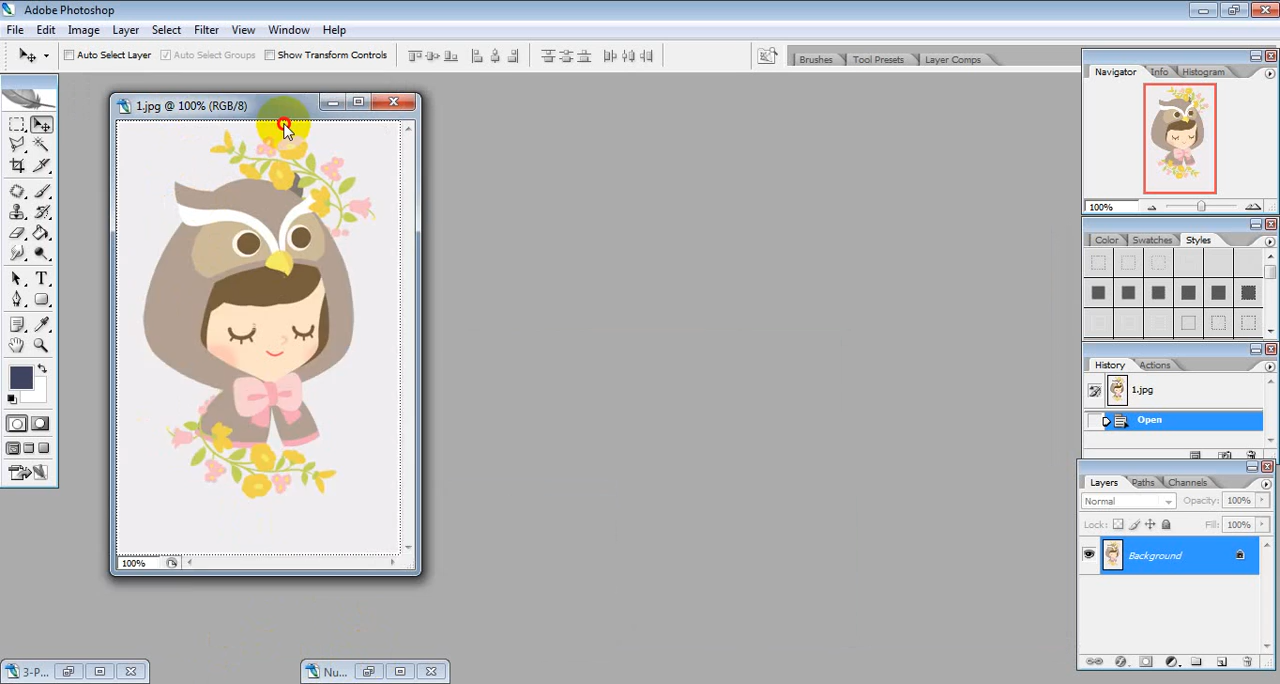 Adobe Photoshop
File Edit Image Layer Select Filter View Window Help
Auto Select Layer Auto Select Groups Show Transform Controls
Brushes Tool Presets Layer Comps
Navigator Info Histogram
1.jpg @ 100% (RGB/8)
100%
Color Swatches Styles
History Actions
1.jpg
Open
Layers Paths Channels
Normal Opacity: 100%
Lock: Fill: 100%
Background
100%
3-P...
Nu...